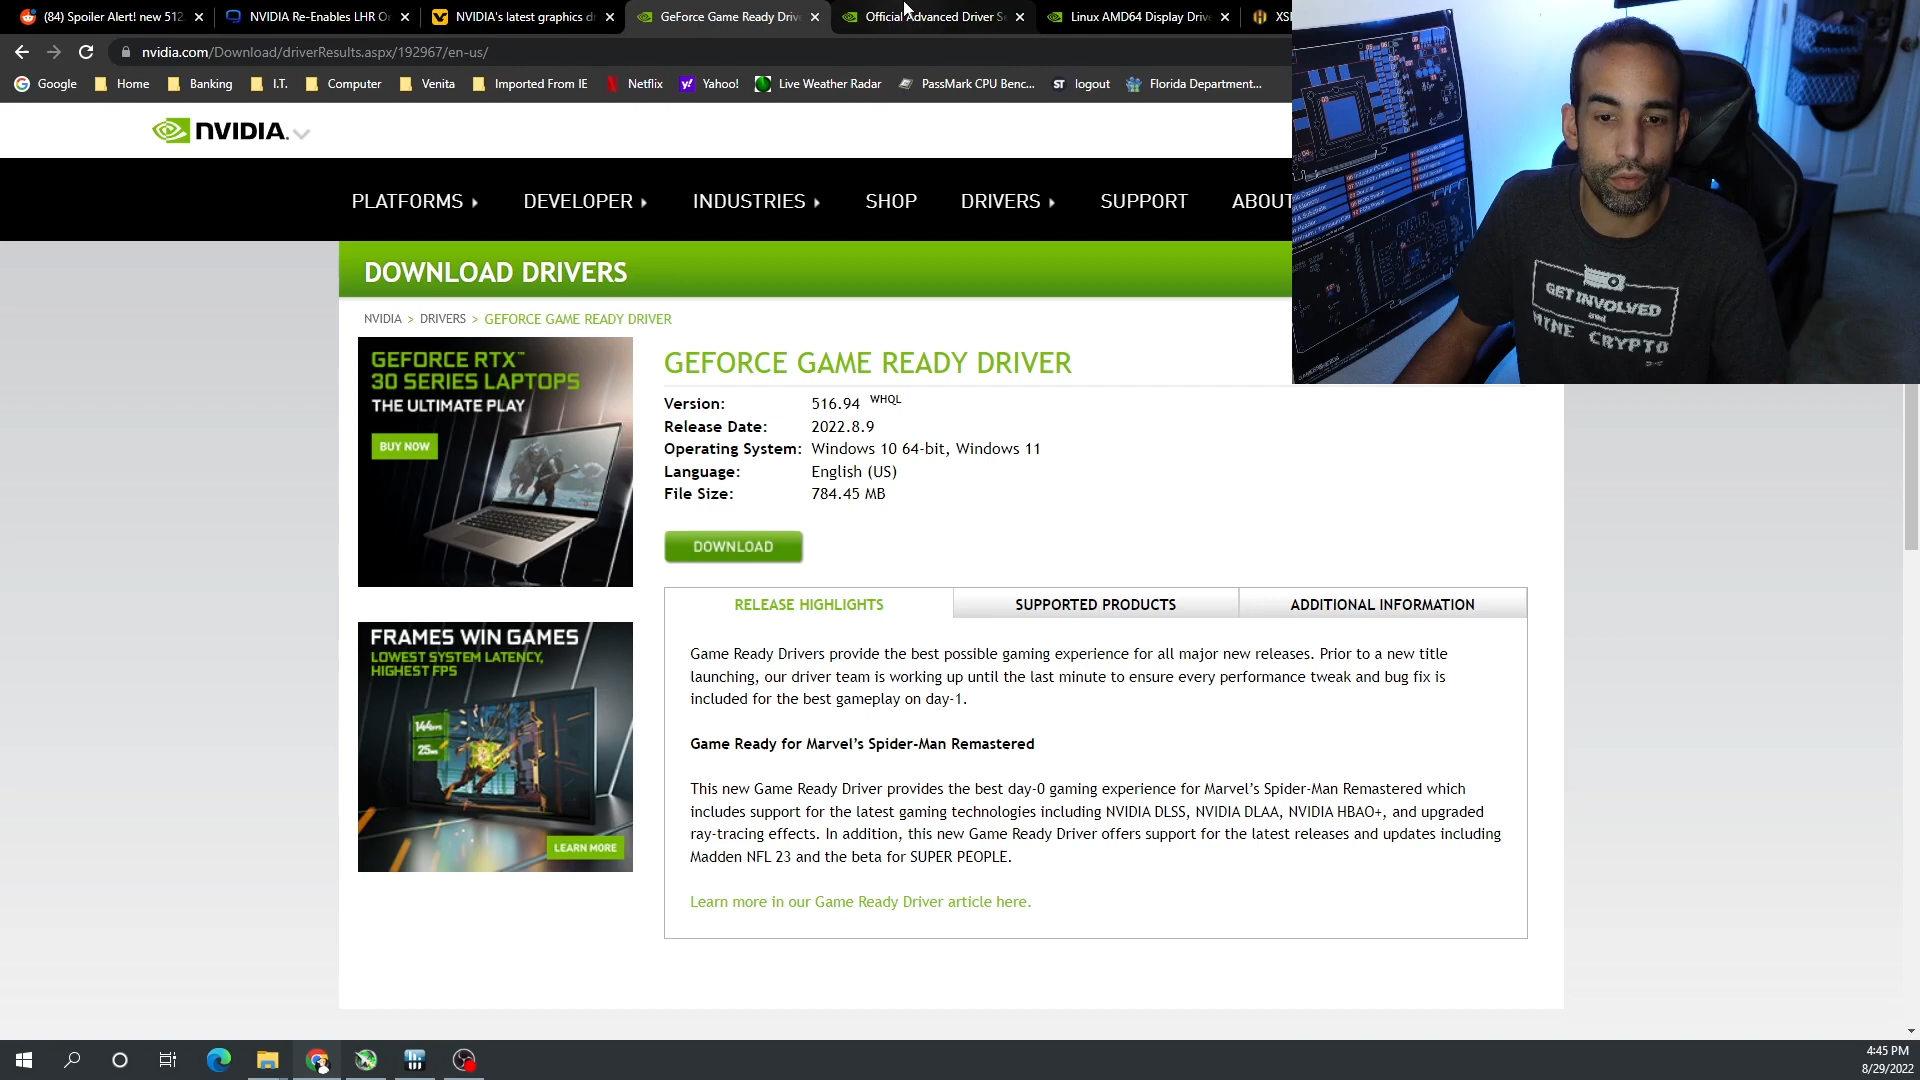 (84) Spoiler Alert! new 512
NVIDIA Re-Enables LHR On
NVIDIA's latest graphics dr
GeForce Game Ready Drive
Official Advanced Driver Se
Linux AMD64 Display Drive
nvidia.com/Download/driverResults.aspx/192967/en-us/
Google
Home
Banking
I.T.
Computer
Venita
Imported From IE
Netflix
Yahoo!
Live Weather Radar
PassMark CPU Benc...
ST logout
Florida Department...
NVIDIA.
PLATFORMS
DEVELOPER
INDUSTRIES
SHOP
DRIVERS
SUPPORT
ABOUT
DOWNLOAD DRIVERS
NVIDIA > DRIVERS > GEFORCE GAME READY DRIVER
GEFORCE RTX™
30 SERIES LAPTOPS
THE ULTIMATE PLAY
BUY NOW
FRAMES WIN GAMES
LOWEST SYSTEM LATENCY,
HIGHEST FPS
LEARN MORE
GEFORCE GAME READY DRIVER
Version: 516.94 WHQL
Release Date: 2022.8.9
Operating System: Windows 10 64-bit, Windows 11
Language: English (US)
File Size: 784.45 MB
DOWNLOAD
RELEASE HIGHLIGHTS
SUPPORTED PRODUCTS
ADDITIONAL INFORMATION
Game Ready Drivers provide the best possible gaming experience for all major new releases. Prior to a new title
launching, our driver team is working up until the last minute to ensure every performance tweak and bug fix is
included for the best gameplay on day-1.
Game Ready for Marvel's Spider-Man Remastered
This new Game Ready Driver provides the best day-0 gaming experience for Marvel's Spider-Man Remastered which
includes support for the latest gaming technologies including NVIDIA DLSS, NVIDIA DLAA, NVIDIA HBAO+, and upgraded
ray-tracing effects. In addition, this new Game Ready Driver offers support for the latest releases and updates including
Madden NFL 23 and the beta for SUPER PEOPLE.
Learn more in our Game Ready Driver article here.
GET INVOLVED
and
MINE CRYPTO
4:45 PM
8/29/2022